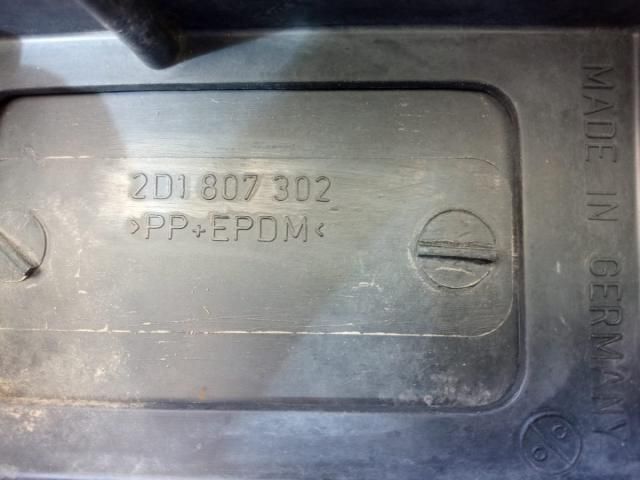 2D1 807 302
>PP+EPDM<
MADE IN GERMANY